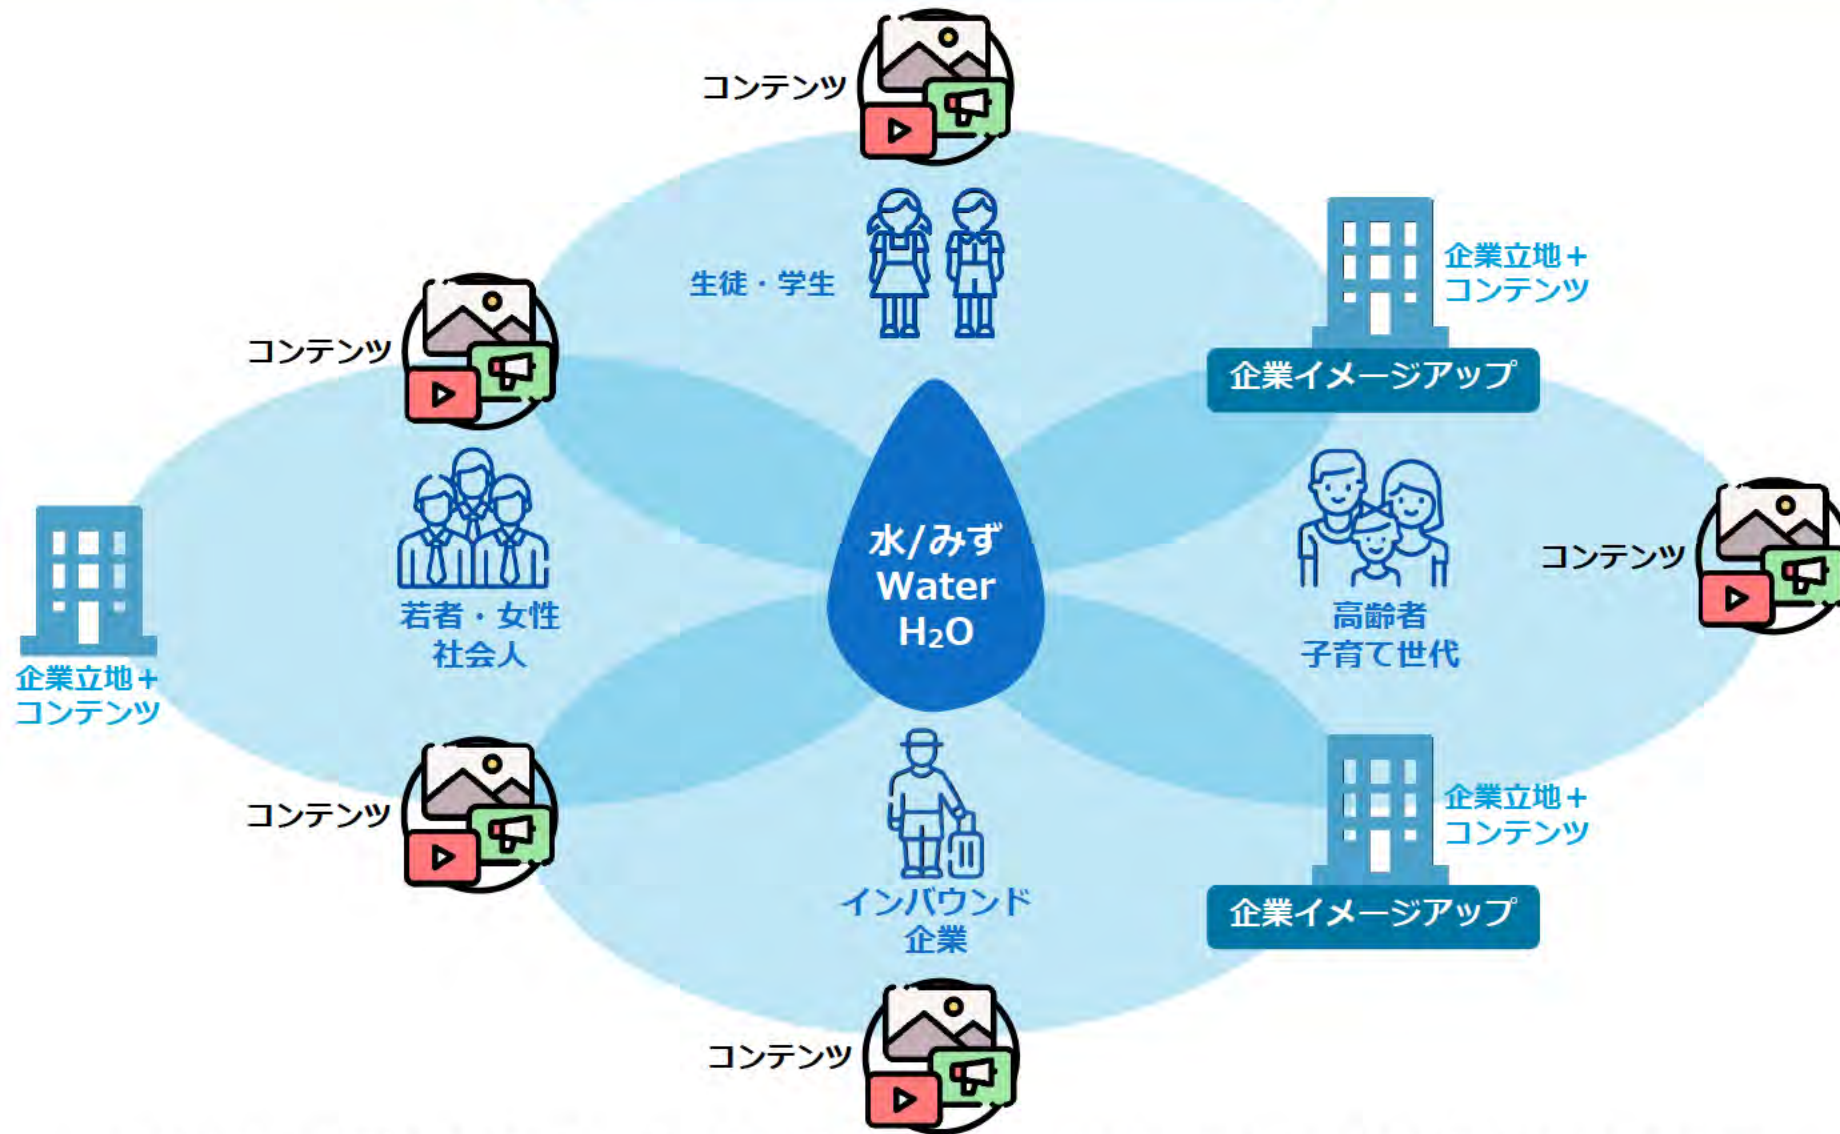 コンテンツ
生徒・学生
企業立地＋
コンテンツ
企業イメージアップ
コンテンツ
水/みず
Water
H₂O
若者・女性
社会人
高齢者
子育て世代
コンテンツ
企業立地＋
コンテンツ
コンテンツ
インバウンド
企業
企業立地＋
コンテンツ
企業イメージアップ
コンテンツ